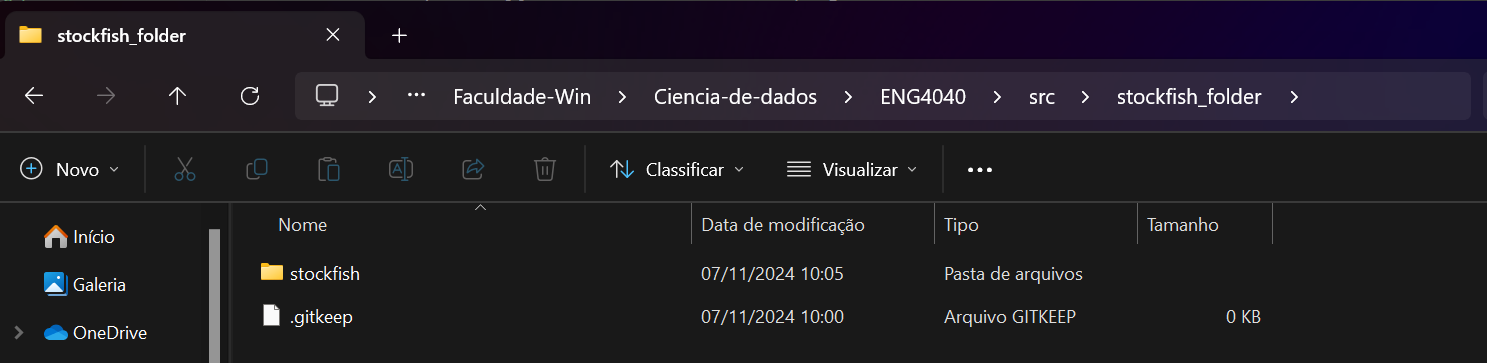 stockfish_folder
Faculdade-Win > Ciencia-de-dados > ENG4040 > src > stockfish_folder >
Novo Classificar Visualizar
Nome Data de modificação Tipo Tamanho
Início
Galeria
OneDrive
stockfish 07/11/2024 10:05 Pasta de arquivos
.gitkeep 07/11/2024 10:00 Arquivo GITKEEP 0 KB